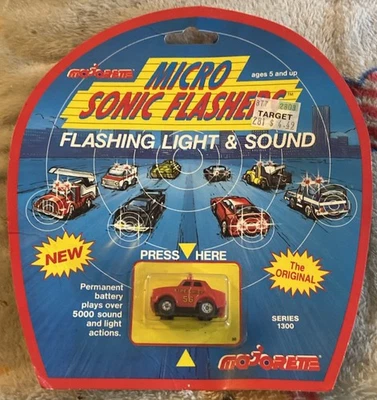 MAJORETTE
MICRO
ages 5 and up
SONIC FLASHERS™
TARGET
FLASHING LIGHT & SOUND
NEW
PRESS HERE
The
ORIGINAL
Permanent
battery
plays over
5000 sound
and light
actions.
SERIES
1300
MAJORETTE